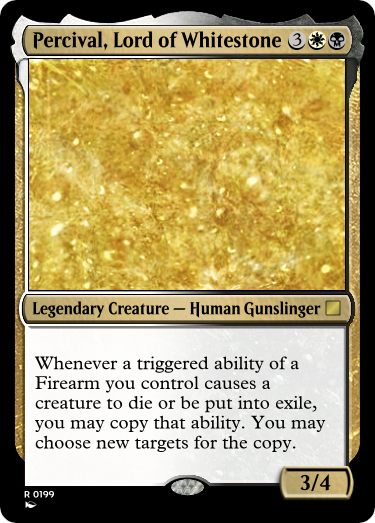 Percival, Lord of Whitestone 3
Legendary Creature — Human Gunslinger
Whenever a triggered ability of a
Firearm you control causes a
creature to die or be put into exile,
you may copy that ability. You may
choose new targets for the copy.
3/4
R 0199